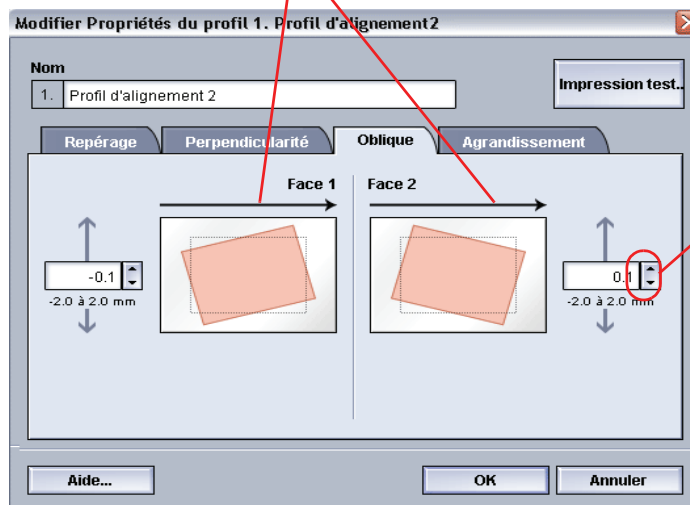 Modifier Propriétés du profil 1. Profil d'alignement2
Nom
1. Profil d'alignement 2
Impression test..
Repérage Perpendicularité Oblique Agrandissement
Face 1 Face 2
-0.1 0.1
-2.0 à 2.0 mm -2.0 à 2.0 mm
Aide... OK Annuler